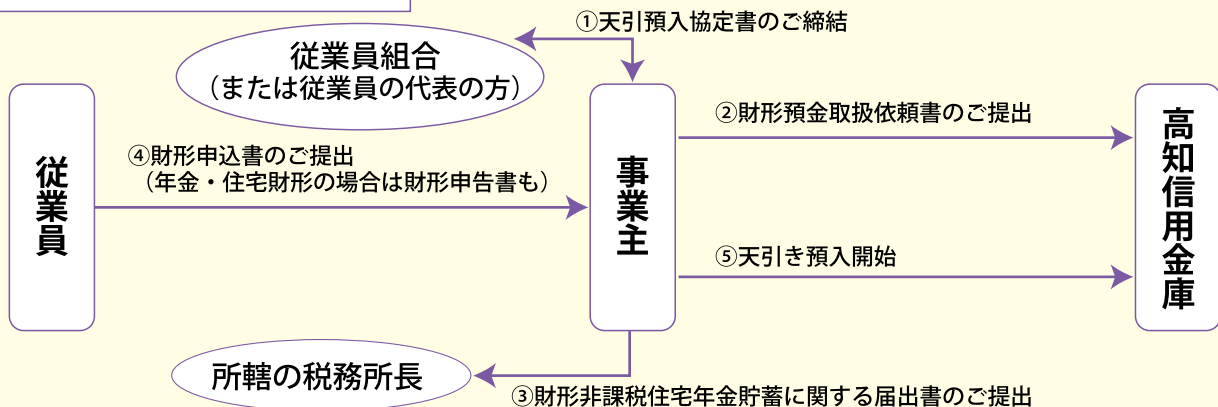 ①天引預入協定書のご締結
従業員組合
（または従業員の代表の方）
②財形預金取扱依頼書のご提出
④財形申込書のご提出
（年金・住宅財形の場合は財形申告書も）
従業員
事業主
高知信用金庫
⑤天引き預入開始
所轄の税務所長
③財形非課税住宅年金貯蓄に関する届出書のご提出